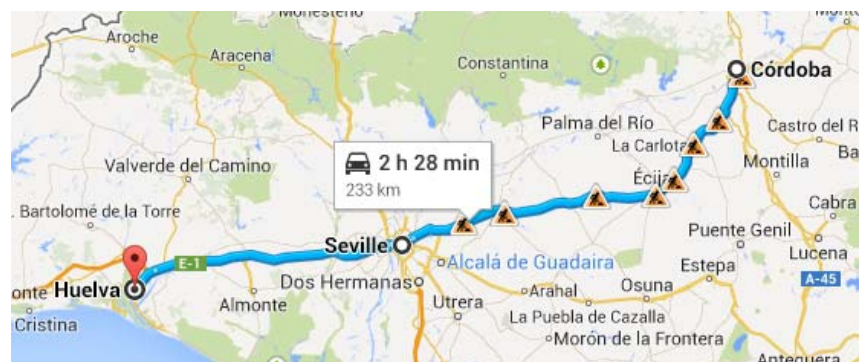 Monesterio
Aroche
Aracena
Constantina
Córdoba
Palma del Río
Castro del R
La Carlota
2 h 28 min
233 km
Valverde del Camino
Écija
Montilla
Cabra
Bartolomé de la Torre
Seville
Puente Genil
E-1
Alcalá de Guadaira
Lucena
Huelva
Dos Hermanas
Estepa
A-45
onte
Almonte
Arahal
Osuna
Cristina
Utrera
La Puebla de Cazalla
Morón de la Frontera
Antequera